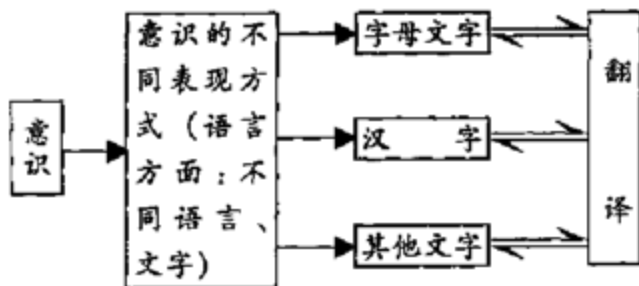 意识
意识的不
同表现方
式（语言
方面：不
同语言、
文字）
字母文字
汉字
其他文字
翻译